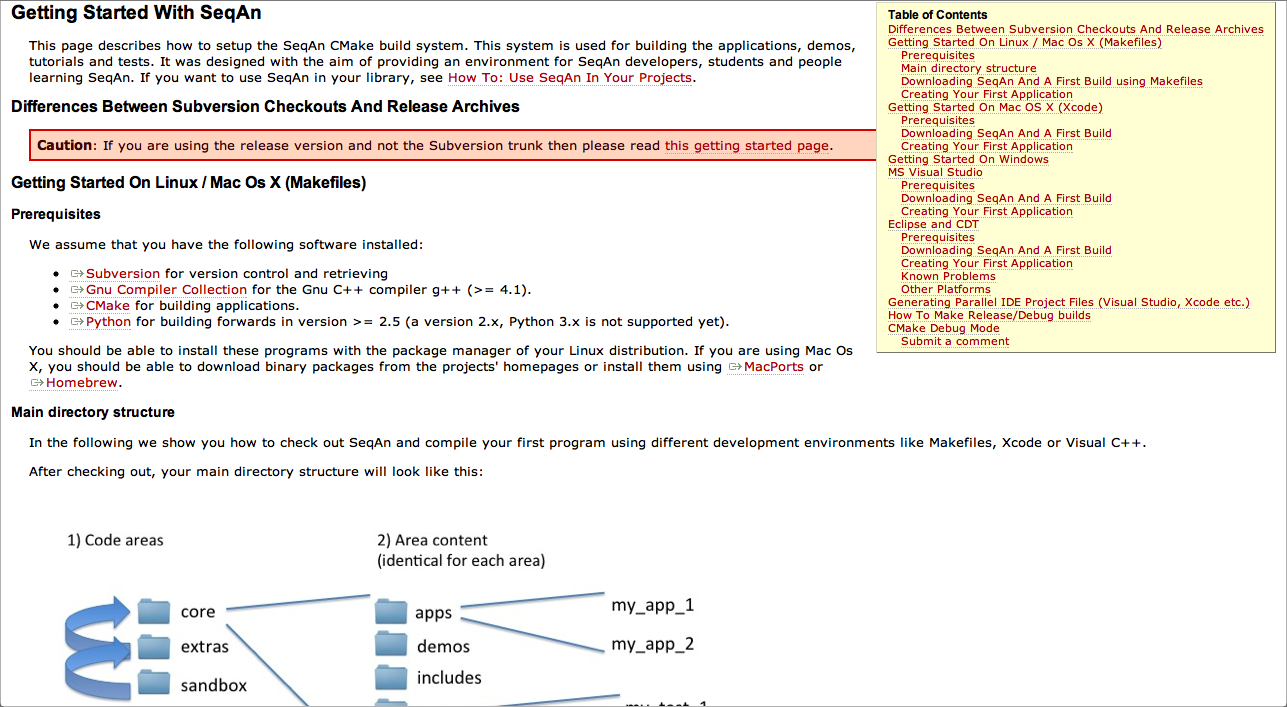 Getting Started With SeqAn
This page describes how to setup the SeqAn CMake build system. This system is used for building the applications, demos,
tutorials and tests. It was designed with the aim of providing an environment for SeqAn developers, students and people
learning SeqAn. If you want to use SeqAn in your library, see How To: Use SeqAn In Your Projects.
Differences Between Subversion Checkouts And Release Archives
Caution: If you are using the release version and not the Subversion trunk then please read this getting started page.
Getting Started On Linux / Mac Os X (Makefiles)
Prerequisites
We assume that you have the following software installed:
Subversion for version control and retrieving
Gnu Compiler Collection for the Gnu C++ compiler g++ (>= 4.1).
CMake for building applications.
Python for building forwards in version >= 2.5 (a version 2.x, Python 3.x is not supported yet).
You should be able to install these programs with the package manager of your Linux distribution. If you are using Mac Os
X, you should be able to download binary packages from the projects' homepages or install them using MacPorts or
Homebrew.
Table of Contents
Differences Between Subversion Checkouts And Release Archives
Getting Started On Linux / Mac Os X (Makefiles)
Prerequisites
Main directory structure
Downloading SeqAn And A First Build using Makefiles
Creating Your First Application
Getting Started On Mac OS X (Xcode)
Prerequisites
Downloading SeqAn And A First Build
Creating Your First Application
Getting Started On Windows
MS Visual Studio
Prerequisites
Downloading SeqAn And A First Build
Creating Your First Application
Eclipse and CDT
Prerequisites
Downloading SeqAn And A First Build
Creating Your First Application
Known Problems
Other Platforms
Generating Parallel IDE Project Files (Visual Studio, Xcode etc.)
How To Make Release/Debug builds
CMake Debug Mode
Submit a comment
Main directory structure
In the following we show you how to check out SeqAn and compile your first program using different development environments like Makefiles, Xcode or Visual C++.
After checking out, your main directory structure will look like this:
1) Code areas
2) Area content
(identical for each area)
core
extras
sandbox
apps
demos
includes
my_app_1
my_app_2
my_test_1